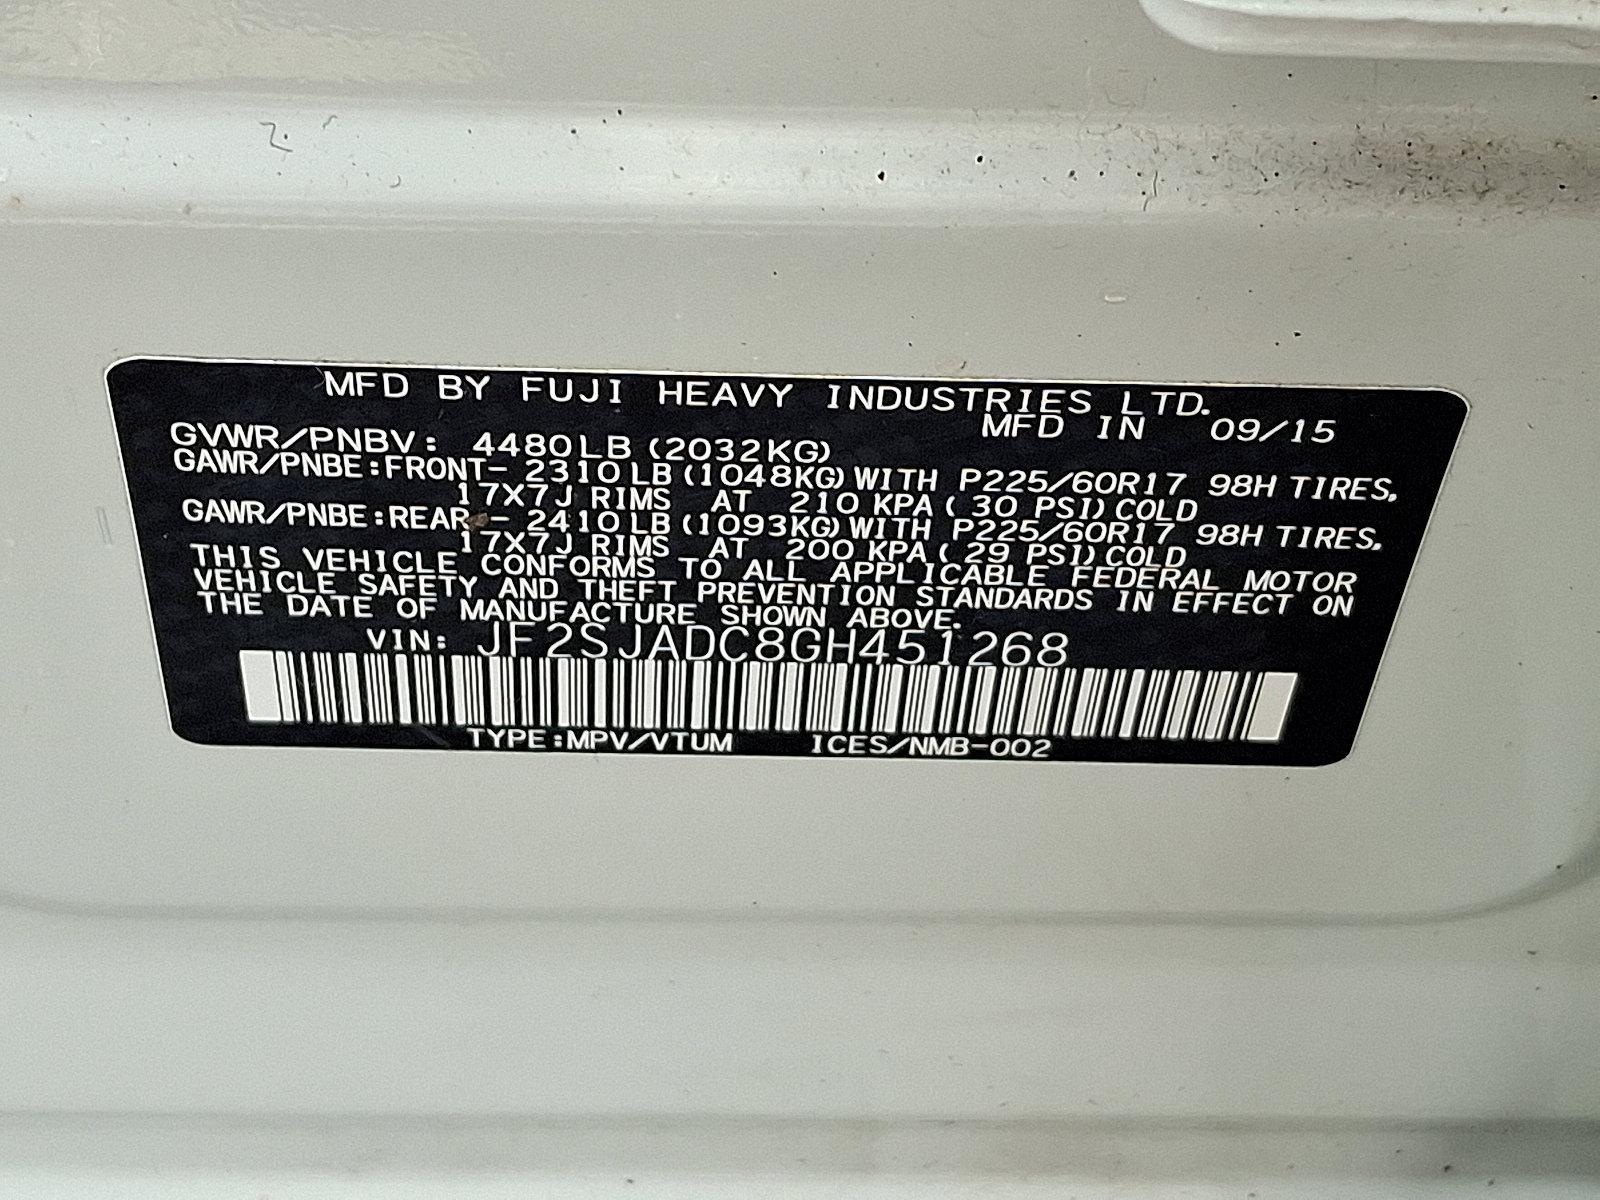 MFD BY FUJI HEAVY INDUSTRIES LTD.
MFD IN 09/15
GVWR/PNBV: 4480LB (2032KG)
GAWR/PNBE:FRONT- 2310LB (1048KG) WITH P225/60R17 98H TIRES,
17X7J RIMS AT 210 KPA ( 30 PSI) COLD
GAWR/PNBE:REAR - 2410LB (1093KG) WITH P225/60R17 98H TIRES,
17X7J RIMS AT 200 KPA ( 29 PSI) COLD
THIS VEHICLE CONFORMS TO ALL APPLICABLE FEDERAL MOTOR
VEHICLE SAFETY AND THEFT PREVENTION STANDARDS IN EFFECT ON
THE DATE OF MANUFACTURE SHOWN ABOVE.
VIN: JF2SJADC8GH451268
TYPE:MPV/VTUM ICES/NMB-002